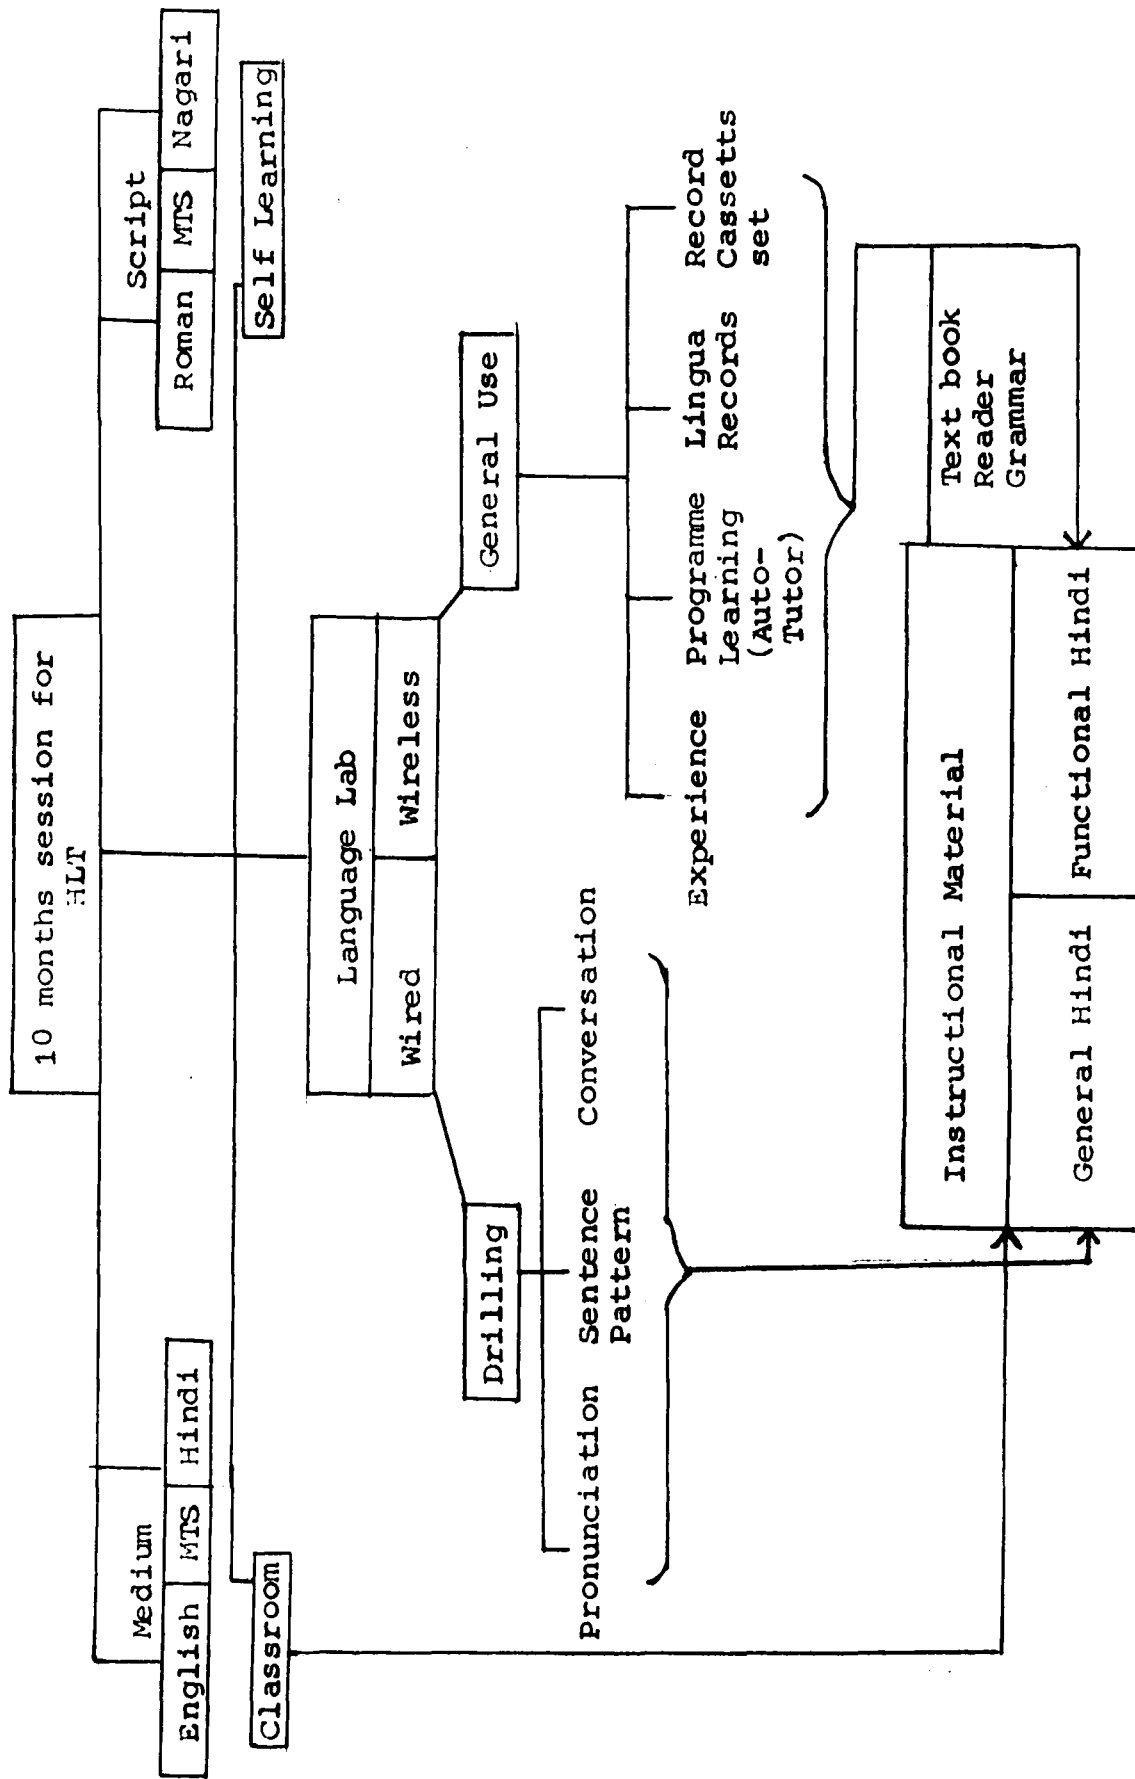 10 months session for
HLT
Medium
English MTS Hindi
Script
Roman MTS Nagari
Classroom
Self Learning
Language Lab
Wired Wireless
Drilling
General Use
Pronunciation
Sentence
Pattern
Conversation
Experience
Programme
Learning
(Auto-
Tutor)
Lingua
Records
Record
Cassetts
set
Instructional Material
Text book
Reader
Grammar
General Hindi
Functional Hindi